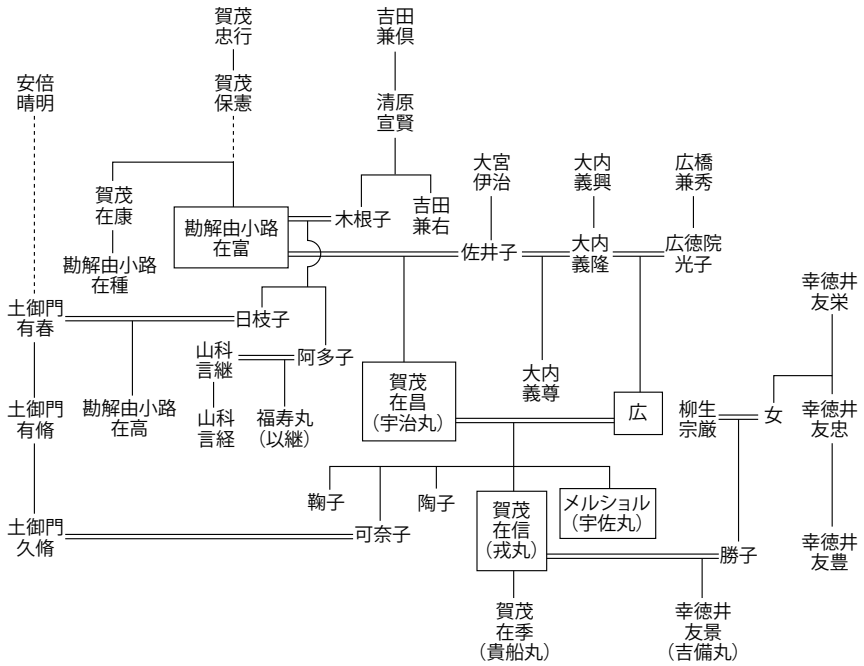 賀茂
忠行
吉田
兼倶
安倍
晴明
賀茂
保憲
清原
宣賢
賀茂
在康
勘解由小路
在富
木根子
吉田
兼右
大宮
伊治
大内
義興
広橋
兼秀
勘解由小路
在種
佐井子
大内
義隆
広徳院
光子
土御門
有春
日枝子
幸徳井
友栄
山科
言継
阿多子
賀茂
在昌
（宇治丸）
大内
義尊
広
土御門
有脩
勘解由小路
在高
山科
言経
福寿丸
（以継）
柳生
宗厳
女
幸徳井
友忠
鞠子
可奈子
陶子
賀茂
在信
（戎丸）
メルショル
（宇佐丸）
土御門
久脩
勝子
幸徳井
友豊
賀茂
在季
（貴船丸）
幸徳井
友景
（吉備丸）